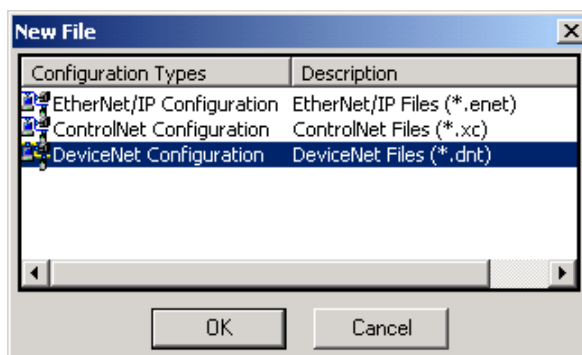 New File
Configuration Types Description
EtherNet/IP Configuration EtherNet/IP Files (*.enet)
ControlNet Configuration ControlNet Files (*.xc)
DeviceNet Configuration DeviceNet Files (*.dnt)
OK Cancel